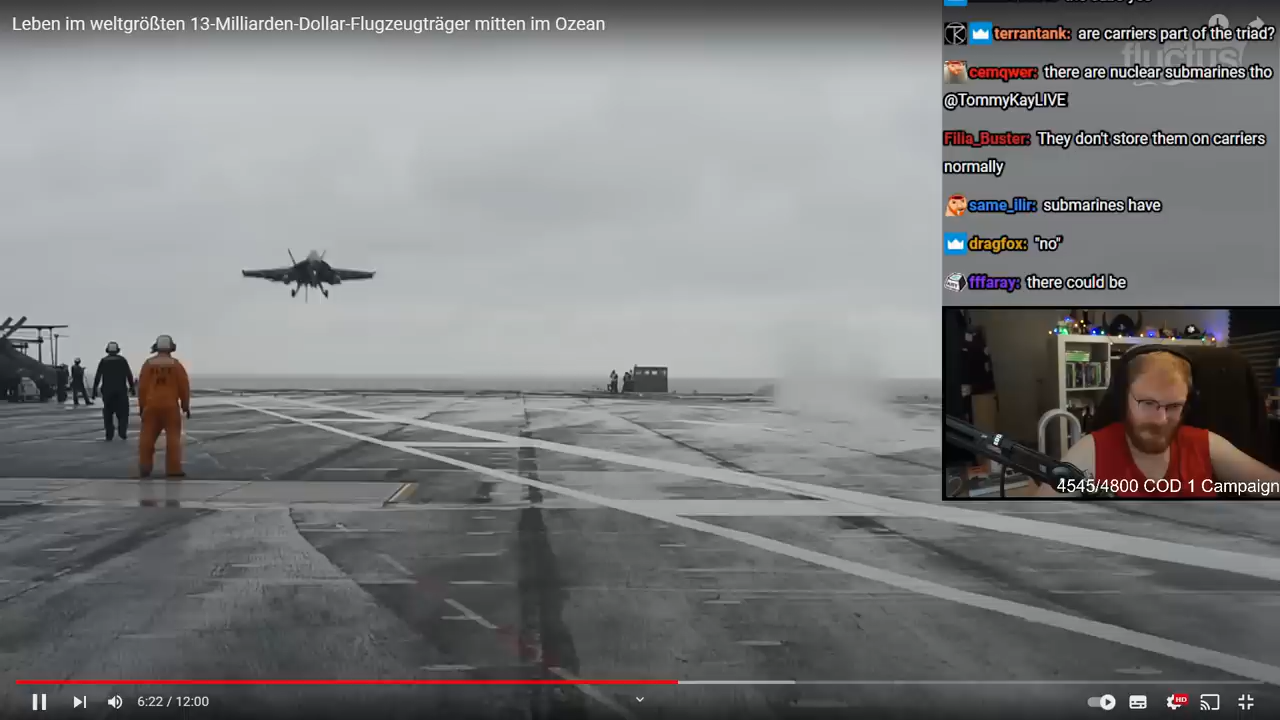 Leben im weltgrößten 13-Milliarden-Dollar-Flugzeugträger mitten im Ozean
terrantank: are carriers part of the triad?
fluctus
cemqwer: there are nuclear submarines tho
@TommyKayLIVE
Filia_Buster: They don't store them on carriers
normally
same_ilir: submarines have
dragfox: "no"
fffaray: there could be
4545/4800 COD 1 Campaign
6:22 / 12:00
HD